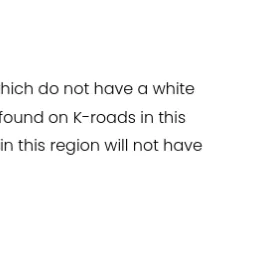 hich do not have a white
found on K-roads in this
in this region will not have